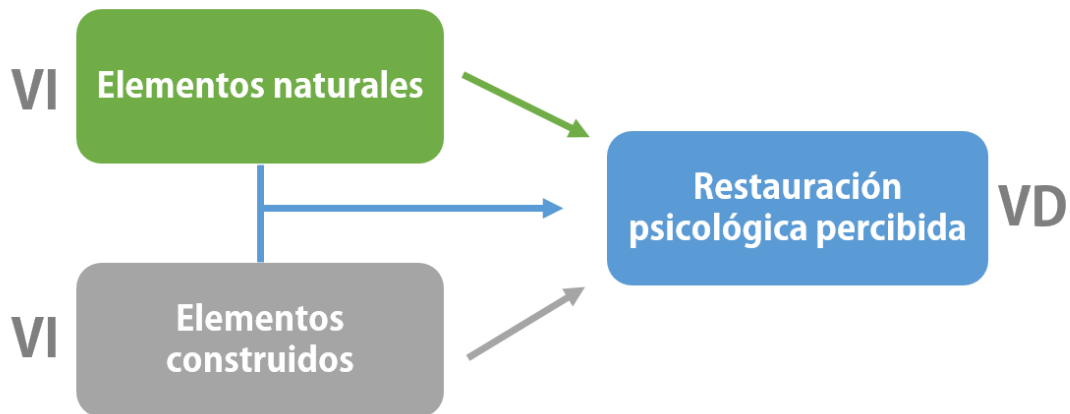 VI
Elementos naturales
Restauración
psicológica percibida
VD
VI
Elementos
construidos